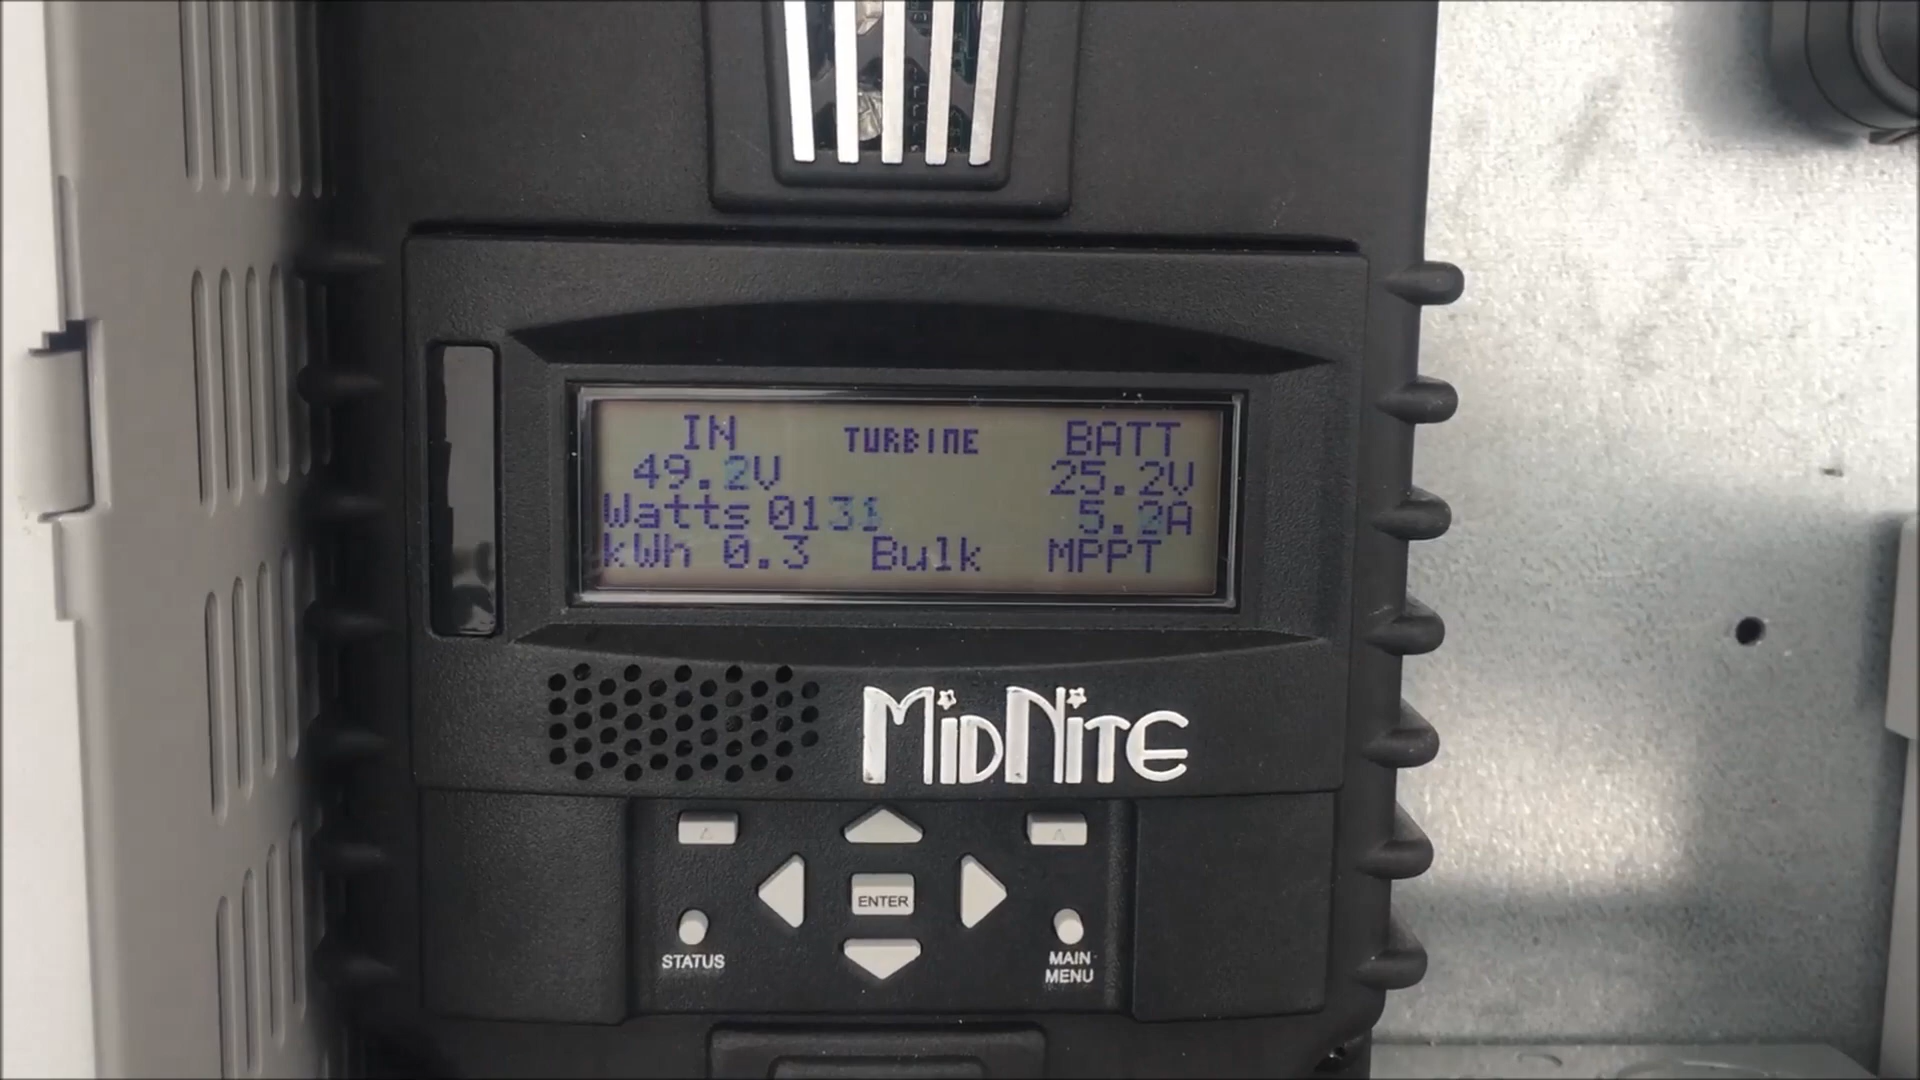 IN TURBINE BATT
49.2V 25.2V
Watts 0131 5.2A
kWh 0.3 Bulk MPPT
MIDNITE
ENTER
STATUS
MAIN
MENU